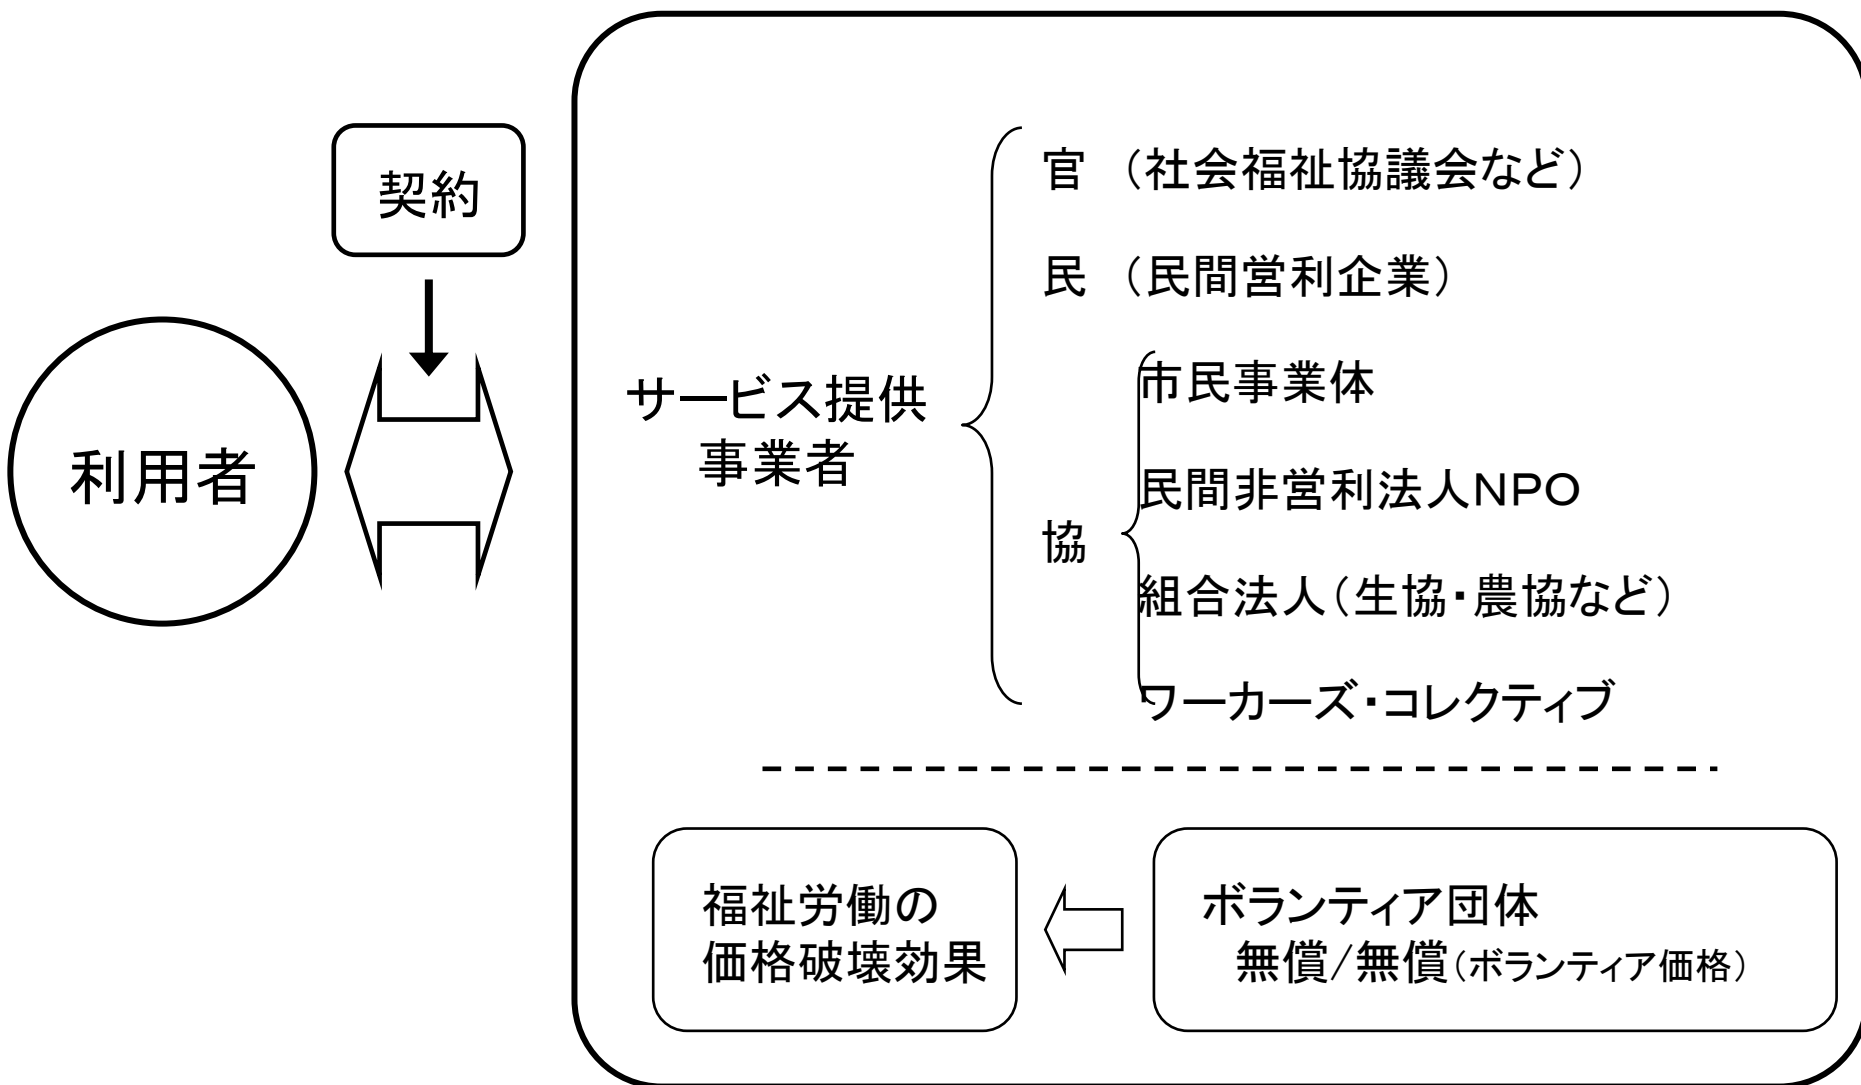 契約
利用者
サービス提供
事業者
官 （社会福祉協議会など）
民 （民間営利企業）
協
市民事業体
民間非営利法人NPO
組合法人（生協・農協など）
ワーカーズ・コレクティブ
福祉労働の
価格破壊効果
ボランティア団体
無償/無償（ボランティア価格）